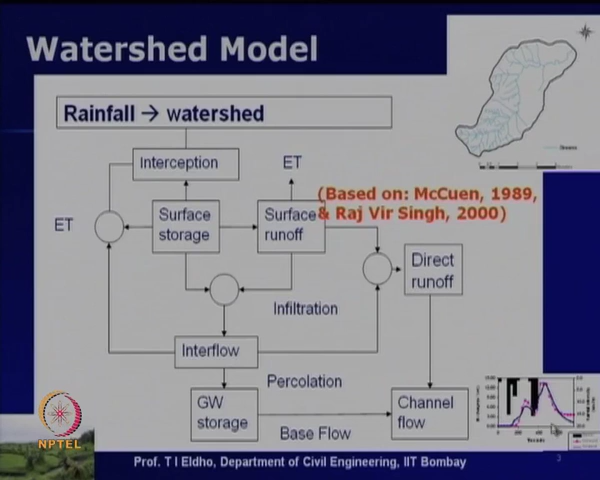 Watershed Model
Rainfall → watershed
Interception
ET
(Based on: McCuen, 1989,
& Raj Vir Singh, 2000)
ET
Surface
storage
Surface
runoff
Direct
runoff
Infiltration
Interflow
Percolation
GW
storage
Channel
flow
Base Flow
NPTEL
Prof. T I Eldho, Department of Civil Engineering, IIT Bombay
3